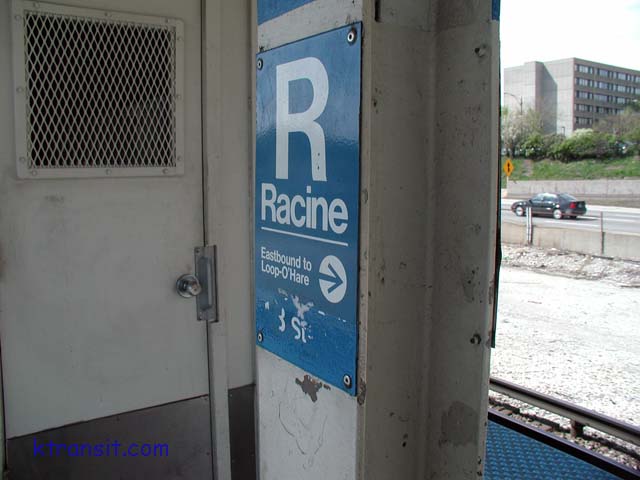 R
Racine
Eastbound to
Loop-O'Hare
ktransit.com